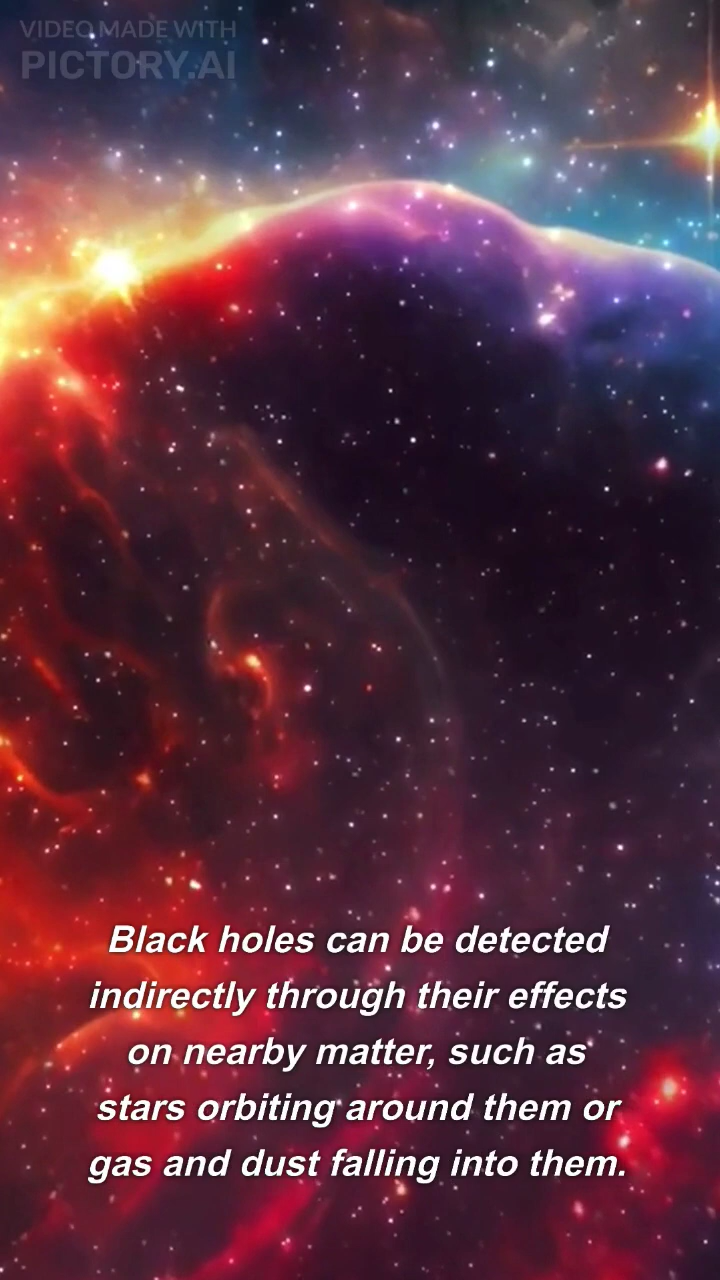 VIDEO MADE WITH
PICTORY.AI
Black holes can be detected
indirectly through their effects
on nearby matter, such as
stars orbiting around them or
gas and dust falling into them.